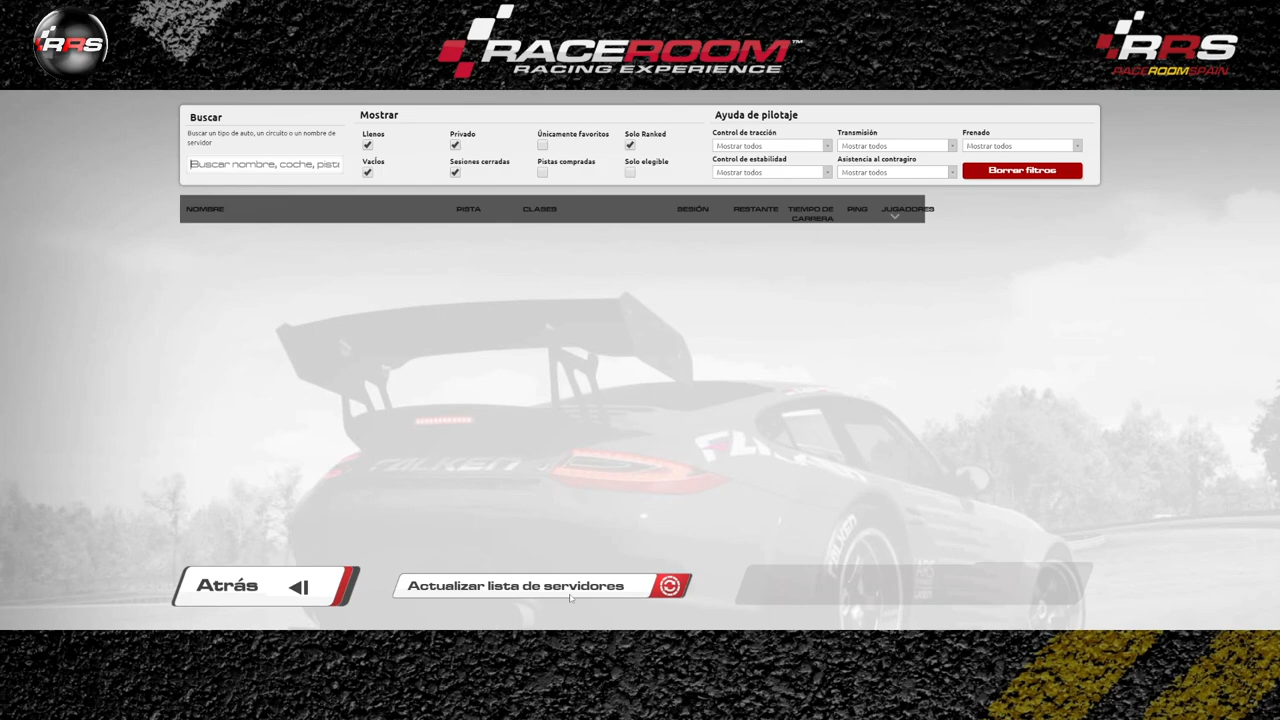 RRS
RACEROOM™
RACING EXPERIENCE
RRS
RACEROOMSPAIN
Buscar
Buscar un tipo de auto, un circuito o un nombre de
servidor
Buscar nombre, coche, pista
Mostrar
Llenos
Privado
Únicamente favoritos
Solo Ranked
Vacíos
Sesiones cerradas
Pistas compradas
Solo elegible
Ayuda de pilotaje
Control de tracción
Transmisión
Frenado
Mostrar todos
Mostrar todos
Mostrar todos
Control de estabilidad
Asistencia al contragiro
Mostrar todos
Mostrar todos
Borrar filtros
NOMBRE PISTA CLASES SESIÓN RESTANTE TIEMPO DE CARRERA PING JUGADORES
FALKEN
FALKEN
Atrás
Actualizar lista de servidores